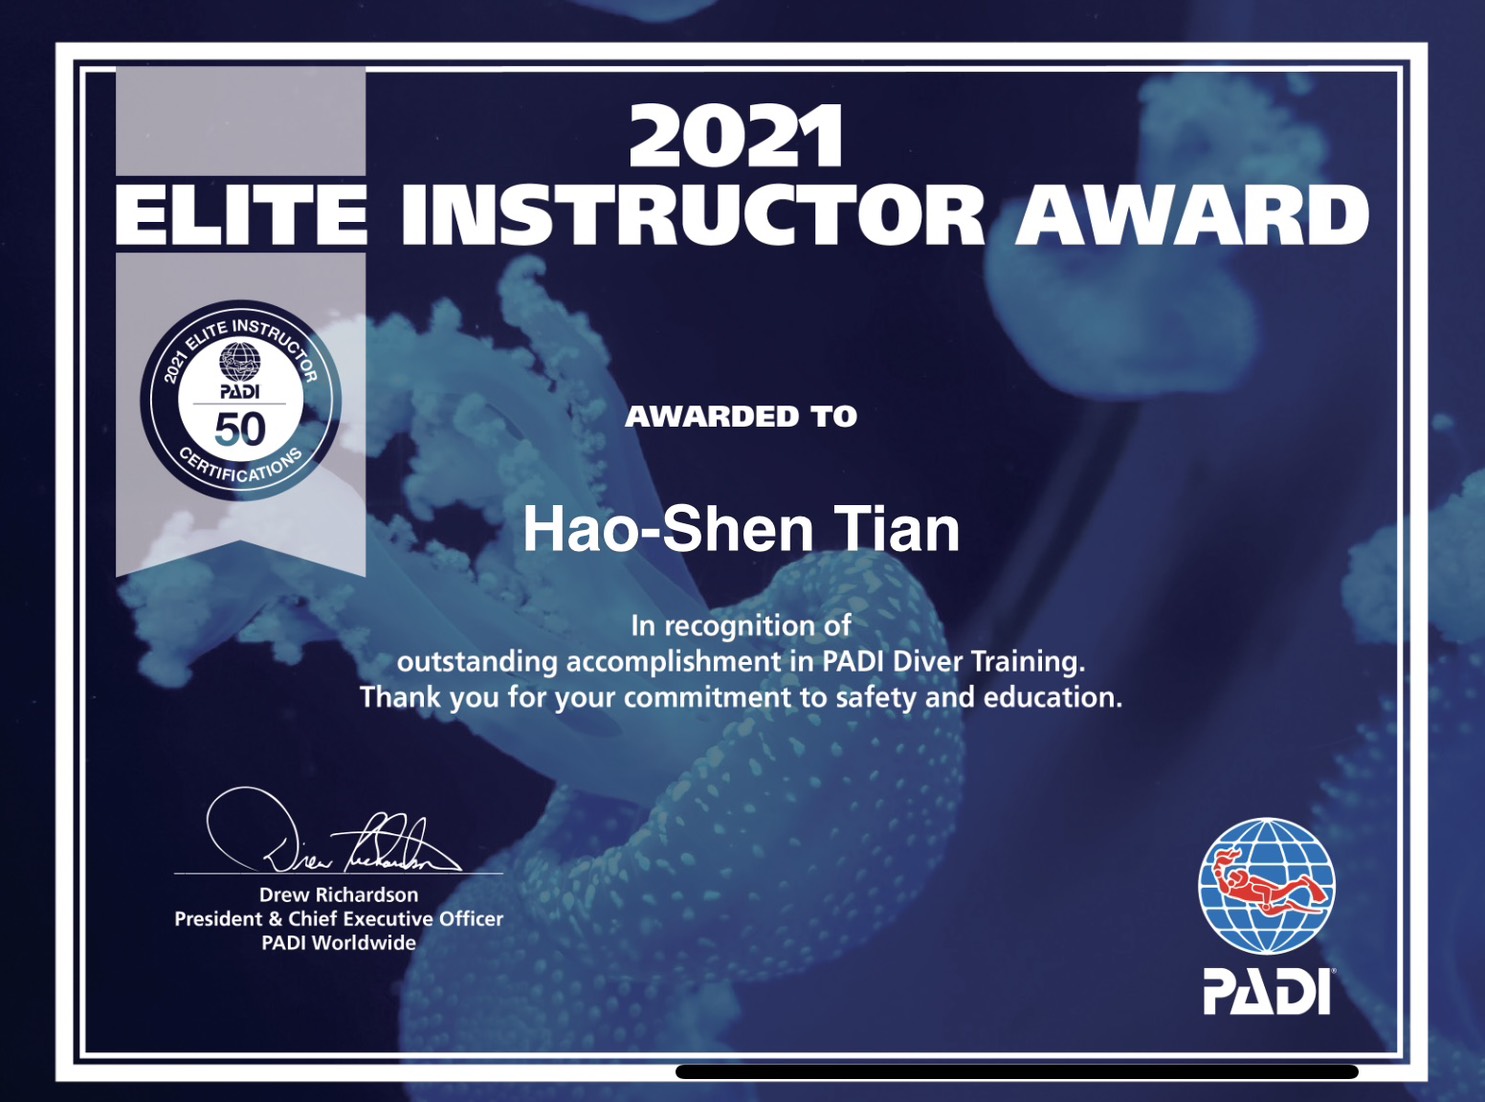 2021
ELITE INSTRUCTOR AWARD
2021 ELITE INSTRUCTOR
PADI
50
CERTIFICATIONS
AWARDED TO
Hao-Shen Tian
In recognition of
outstanding accomplishment in PADI Diver Training.
Thank you for your commitment to safety and education.
Drew Richardson
Drew Richardson
President & Chief Executive Officer
PADI Worldwide
PADI®